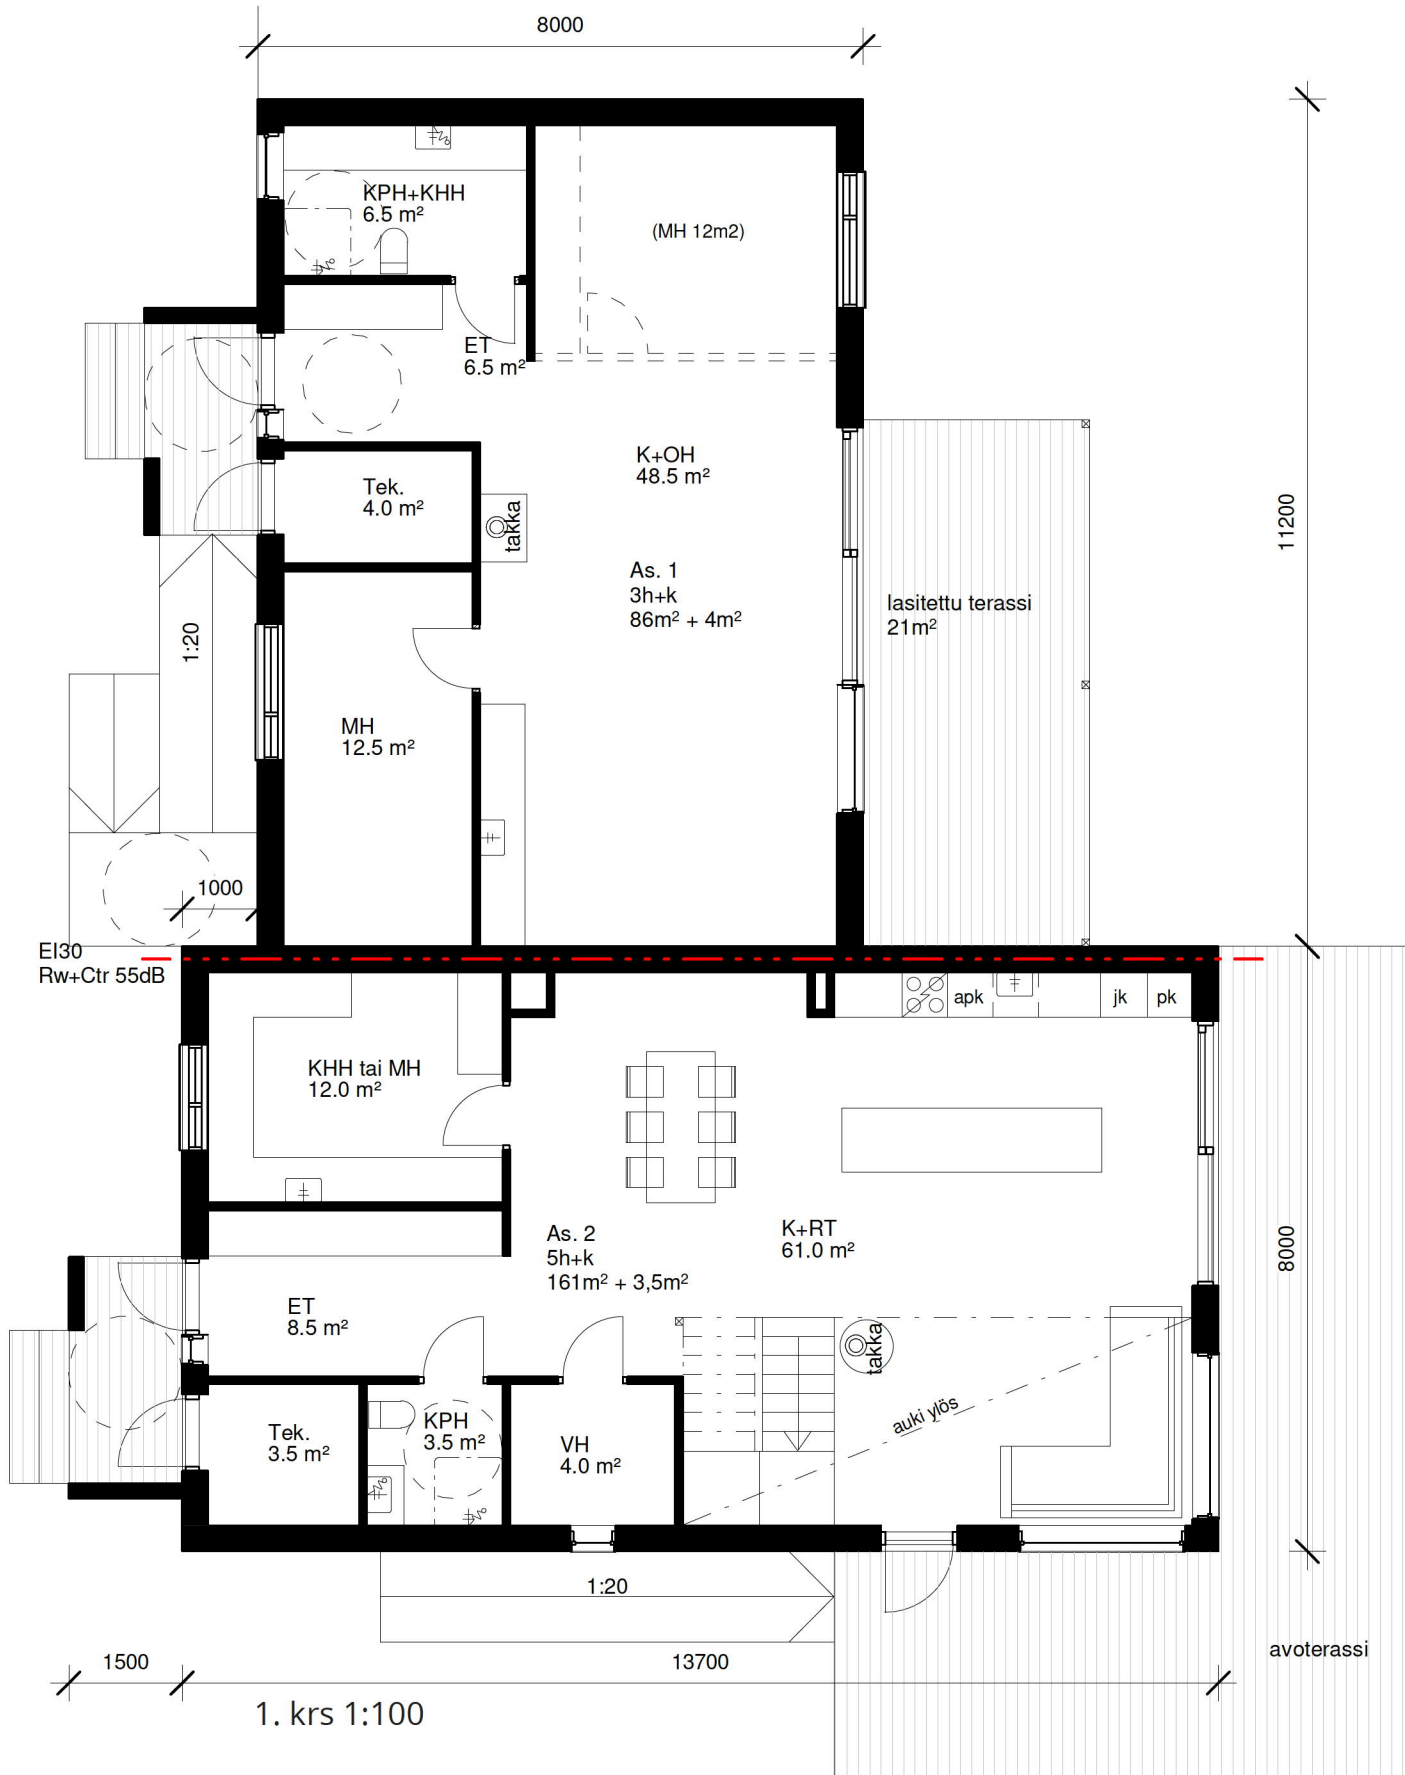 8000
KPH+KHH
6.5 m²
(MH 12m2)
ET
6.5 m²
K+OH
48.5 m²
Tek.
4.0 m²
takka
11200
As. 1
3h+k
86m² + 4m²
lasitettu terassi
21m²
1:20
MH
12.5 m²
1000
EI30
Rw+Ctr 55dB
apk
jk
pk
KHH tai MH
12.0 m²
As. 2
5h+k
161m² + 3,5m²
K+RT
61.0 m²
8000
ET
8.5 m²
takka
auki ylös
Tek.
3.5 m²
KPH
3.5 m²
VH
4.0 m²
1:20
avoterassi
1500
13700
1. krs 1:100